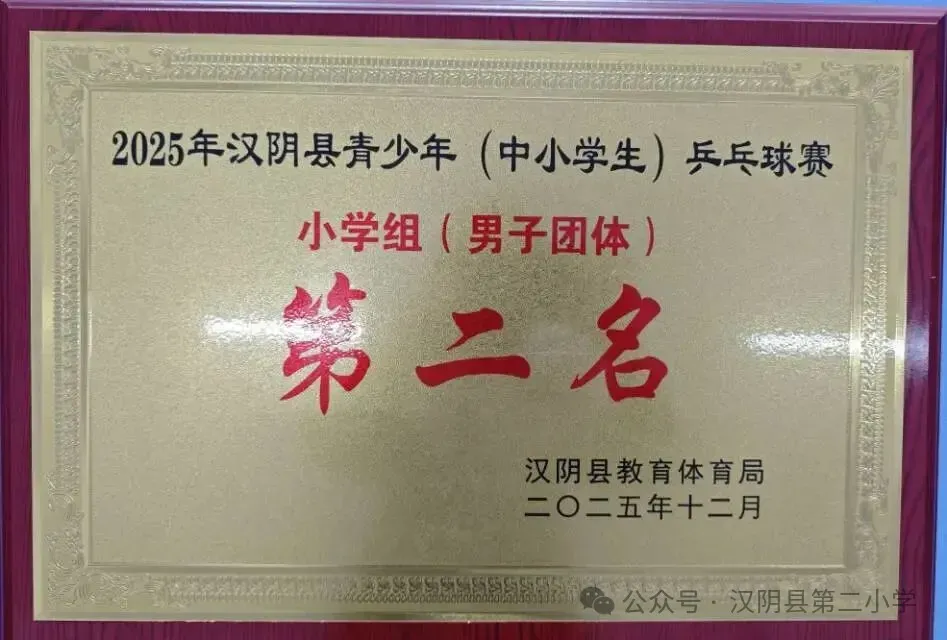 2025年汉阴县青少年（中小学生）乒乓球赛
小学组（男子团体）
第二名
汉阴县教育体育局
二〇二五年十二月
公众号·汉阴县第二小学